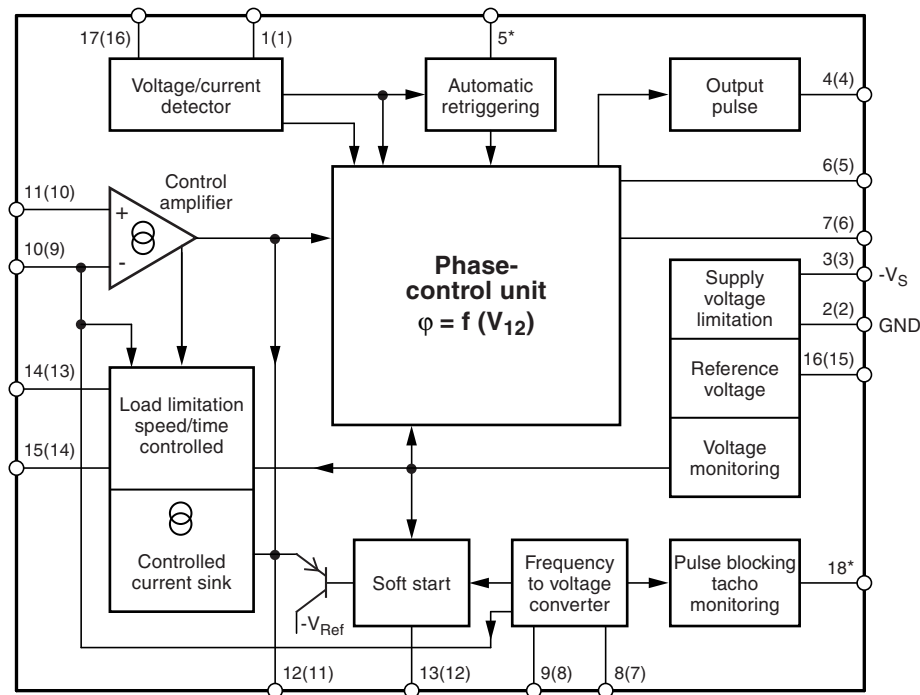 17(16)
1(1)
5*
Voltage/current
detector
Automatic
retriggering
Output
pulse
4(4)
6(5)
11(10)
Control
amplifier
+
-
10(9)
7(6)
Phase-
control unit
φ = f (V12)
3(3)
-VS
Supply
voltage
limitation
2(2)
GND
16(15)
Reference
voltage
Voltage
monitoring
14(13)
Load limitation
speed/time
controlled
15(14)
Controlled
current sink
-VRef
Soft start
Frequency
to voltage
converter
Pulse blocking
tacho
monitoring
18*
12(11)
13(12)
9(8)
8(7)